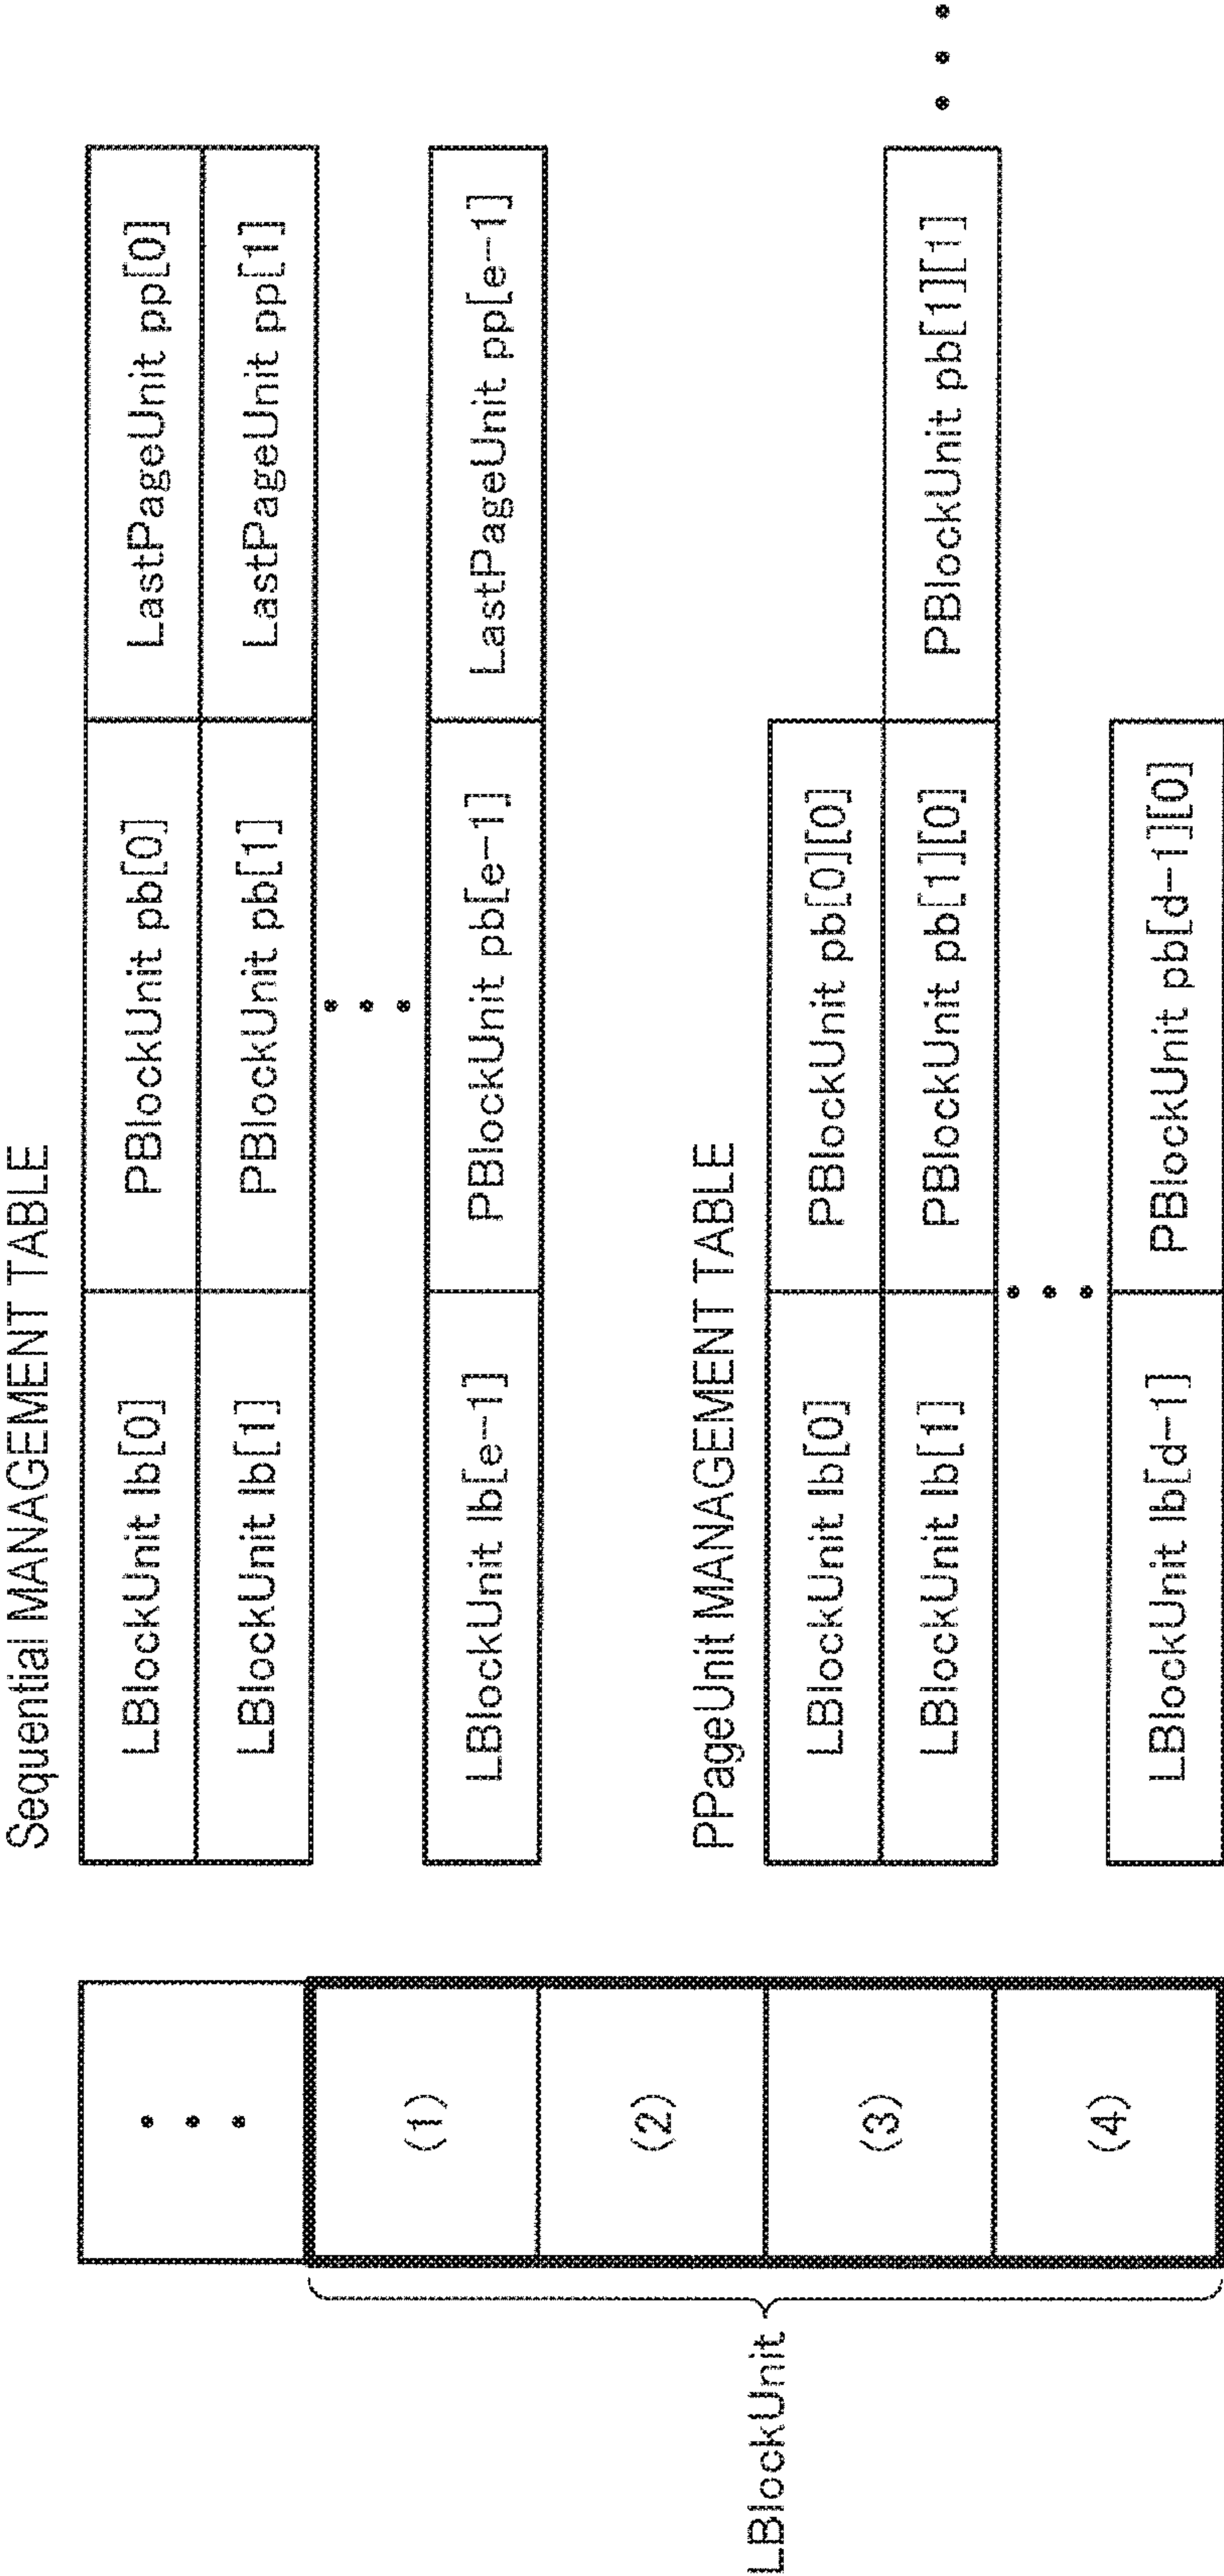 LBlockUnit
• • •
(1)
(2)
(3)
(4)
Sequential MANAGEMENT TABLE
LBlockUnit lb[0] PBlockUnit pb[0] LastPageUnit pp[0]
LBlockUnit lb[1] PBlockUnit pb[1] LastPageUnit pp[1]
• • •
LBlockUnit lb[e-1] PBlockUnit pb[e-1] LastPageUnit pp[e-1]
PPageUnit MANAGEMENT TABLE
LBlockUnit lb[0] PBlockUnit pb[0][0]
LBlockUnit lb[1] PBlockUnit pb[1][0] PBlockUnit pb[1][1] • • •
• • •
LBlockUnit lb[d-1] PBlockUnit pb[d-1][0]